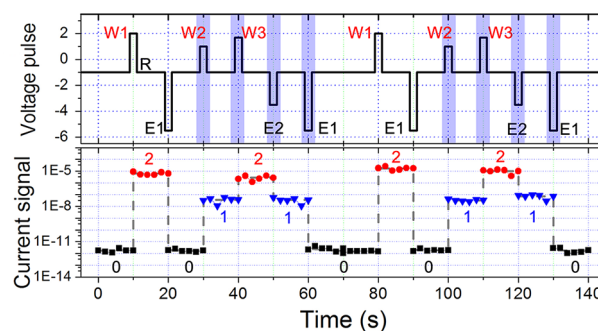 Voltage pulse
2
0
-2
-4
-6
W1 W2 W3 W1 W2 W3
R
E1 E2 E1 E1 E2 E1
Current signal
1E-5
1E-8
1E-11
1E-14
2 2 2 2
1 1 1 1
0 0 0 0 0
0 20 40 60 80 100 120 140
Time (s)